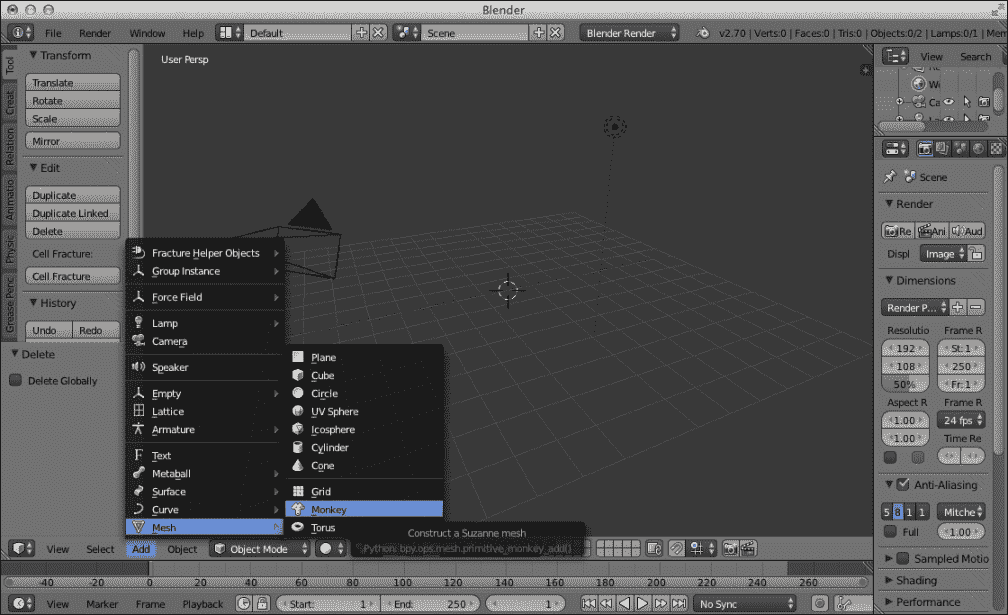 Blender
File Render Window Help Default Scene Blender Render v2.70 | Verts:0 | Faces:0 | Tris:0 | Objects:0/2 | Lamps:0/1 | Mem
Tool
Creat
Relation
Animatio
Physic
Grease Penc
Transform
Translate
Rotate
Scale
Mirror
Edit
Duplicate
Duplicate Linked
Delete
Cell Fracture:
Cell Fracture
History
Undo Redo
Delete
Delete Globally
User Persp
Fracture Helper Objects
Group Instance
Force Field
Lamp
Camera
Speaker
Empty
Lattice
Armature
Text
Metaball
Surface
Curve
Mesh
Plane
Cube
Circle
UV Sphere
Icosphere
Cylinder
Cone
Grid
Monkey
Torus
Construct a Suzanne mesh
Python: bpy.ops.mesh.primitive_monkey_add()
View Select Add Object Object Mode
-40 -20 0 20 40 60 80 100 120 140 160 180 200 220 240 260
View Marker Frame Playback Start: 1 End: 250 1 No Sync
View Search
Ca
Scene
Render
Re Ani Aud
Displ Image
Dimensions
Render P...
Resolutio Frame R
192 St: 1
108 250
50% Fr: 1
Aspect R Frame R
1.00 24 fps
1.00 Time Re
Anti-Aliasing
5 8 1 1 Mitche
Full 1.00
Sampled Motio
Shading
Performance